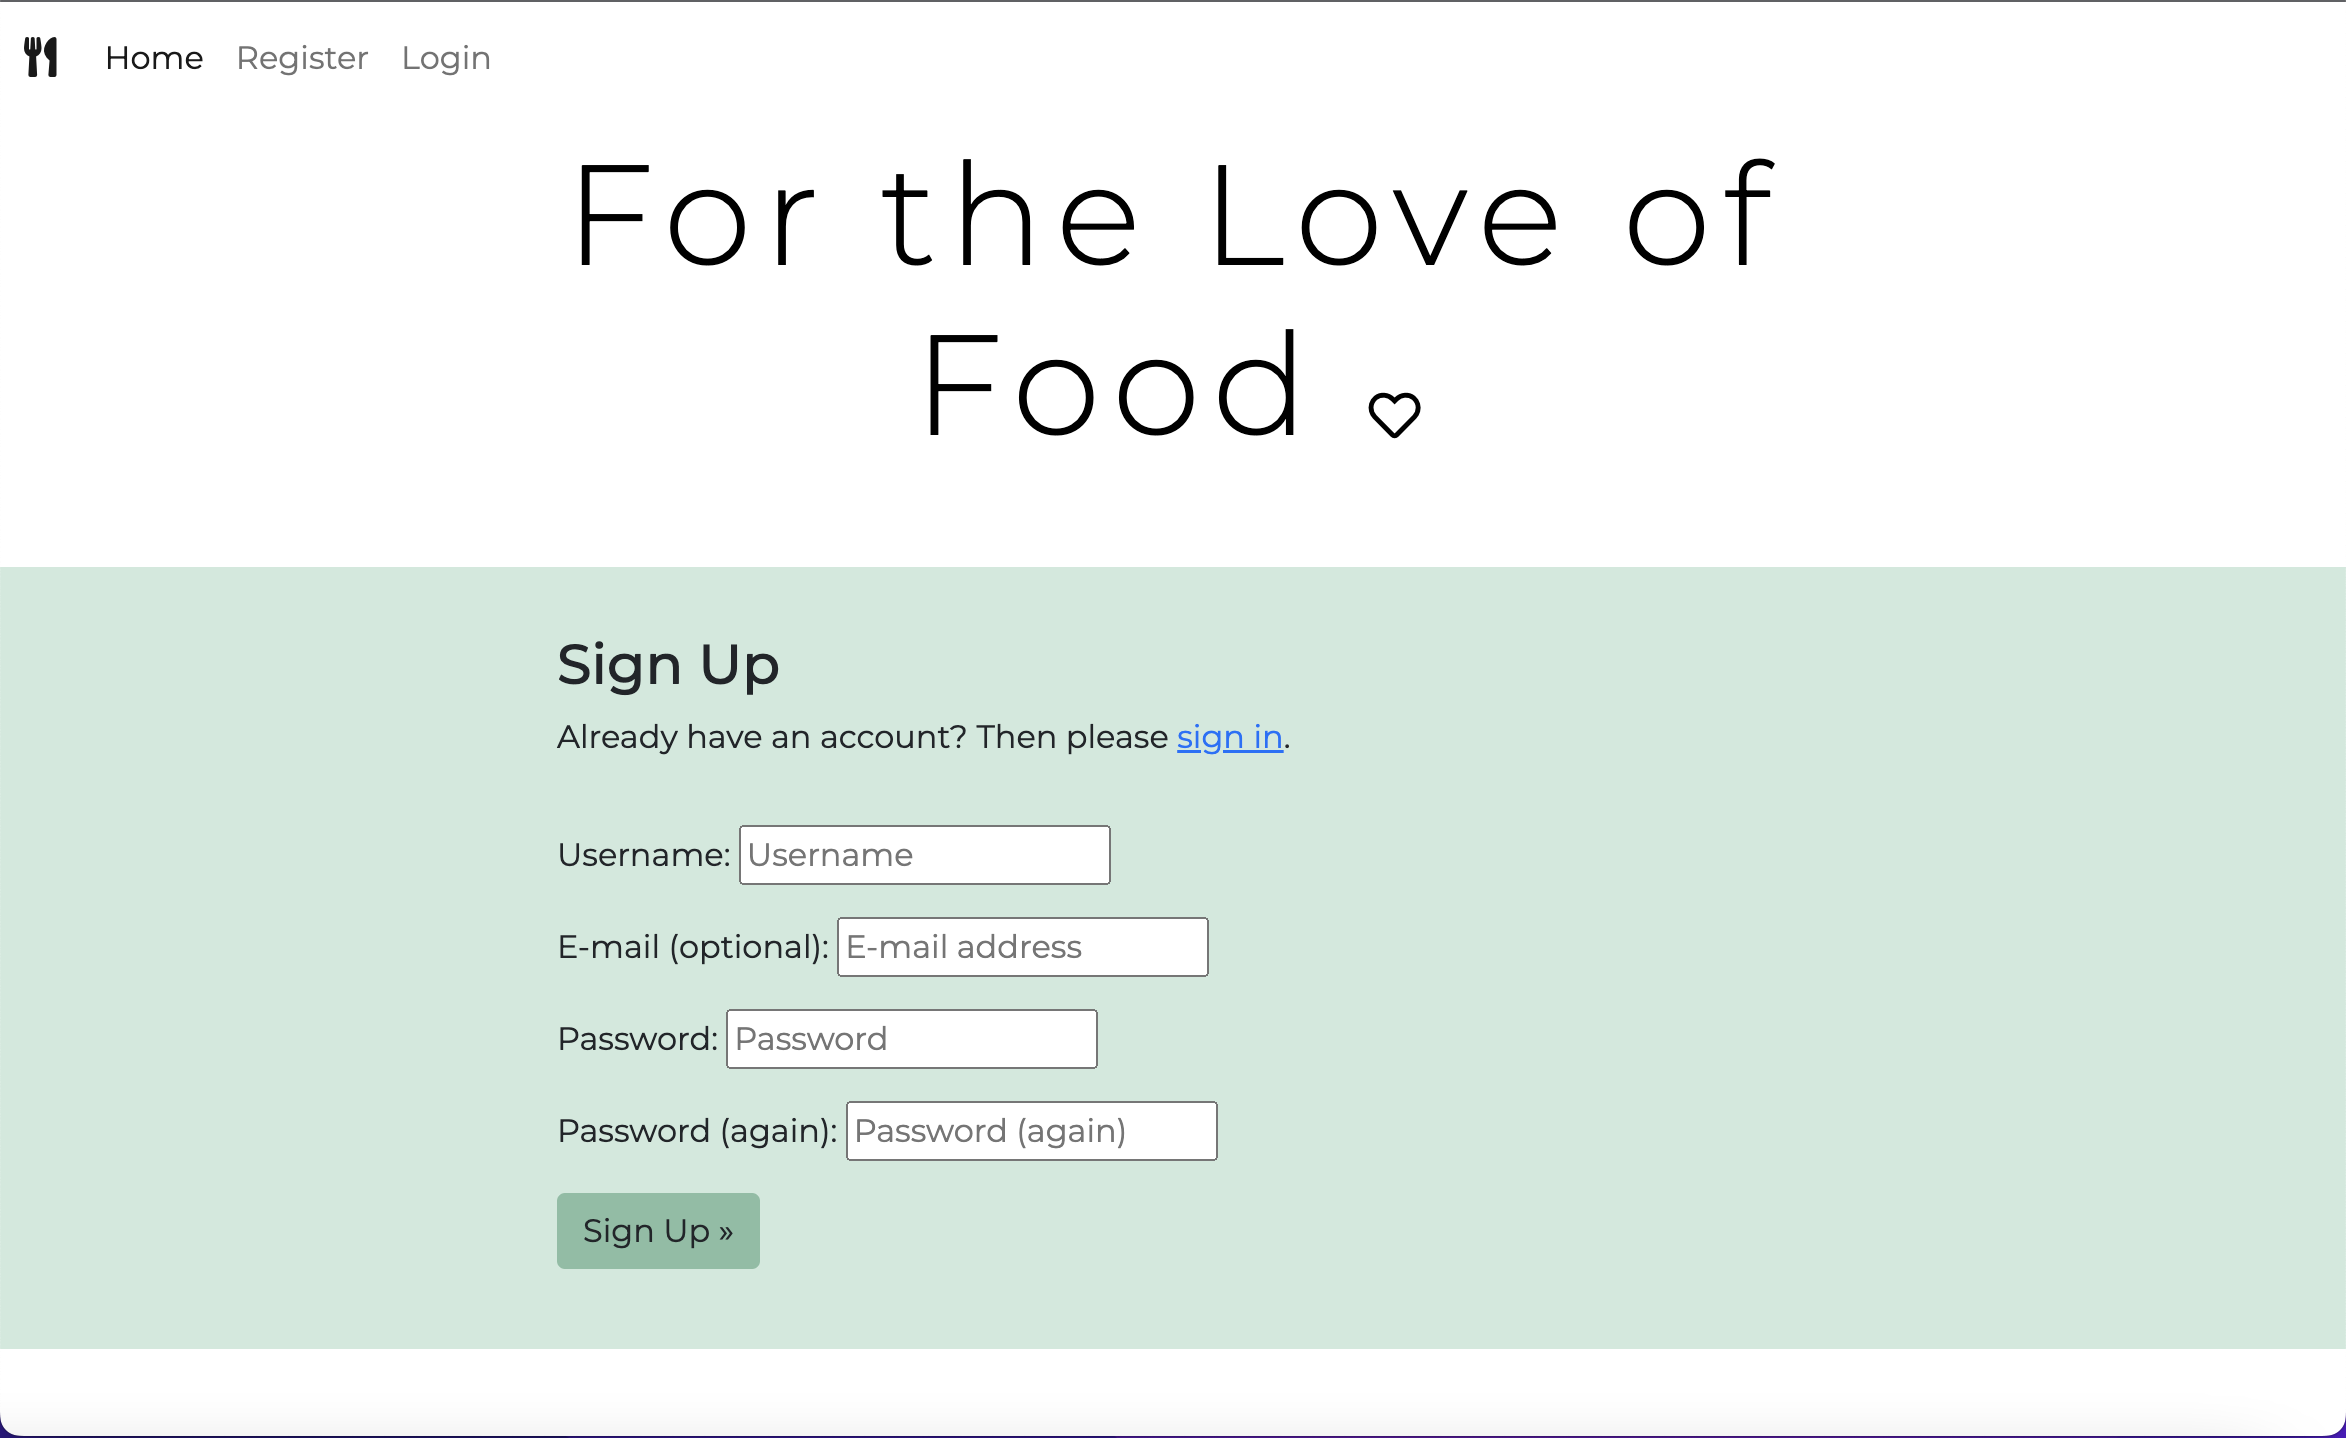 Home Register Login
For the Love of
Food
Sign Up
Already have an account? Then please sign in.
Username: Username
E-mail (optional): E-mail address
Password: Password
Password (again): Password (again)
Sign Up »